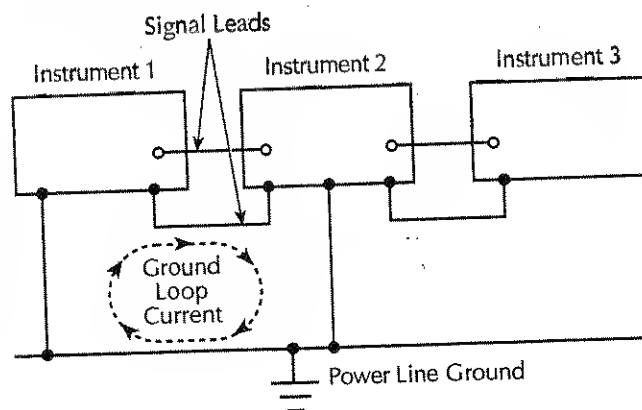 Signal Leads
Instrument 1
Instrument 2
Instrument 3
Ground
Loop
Current
Power Line Ground